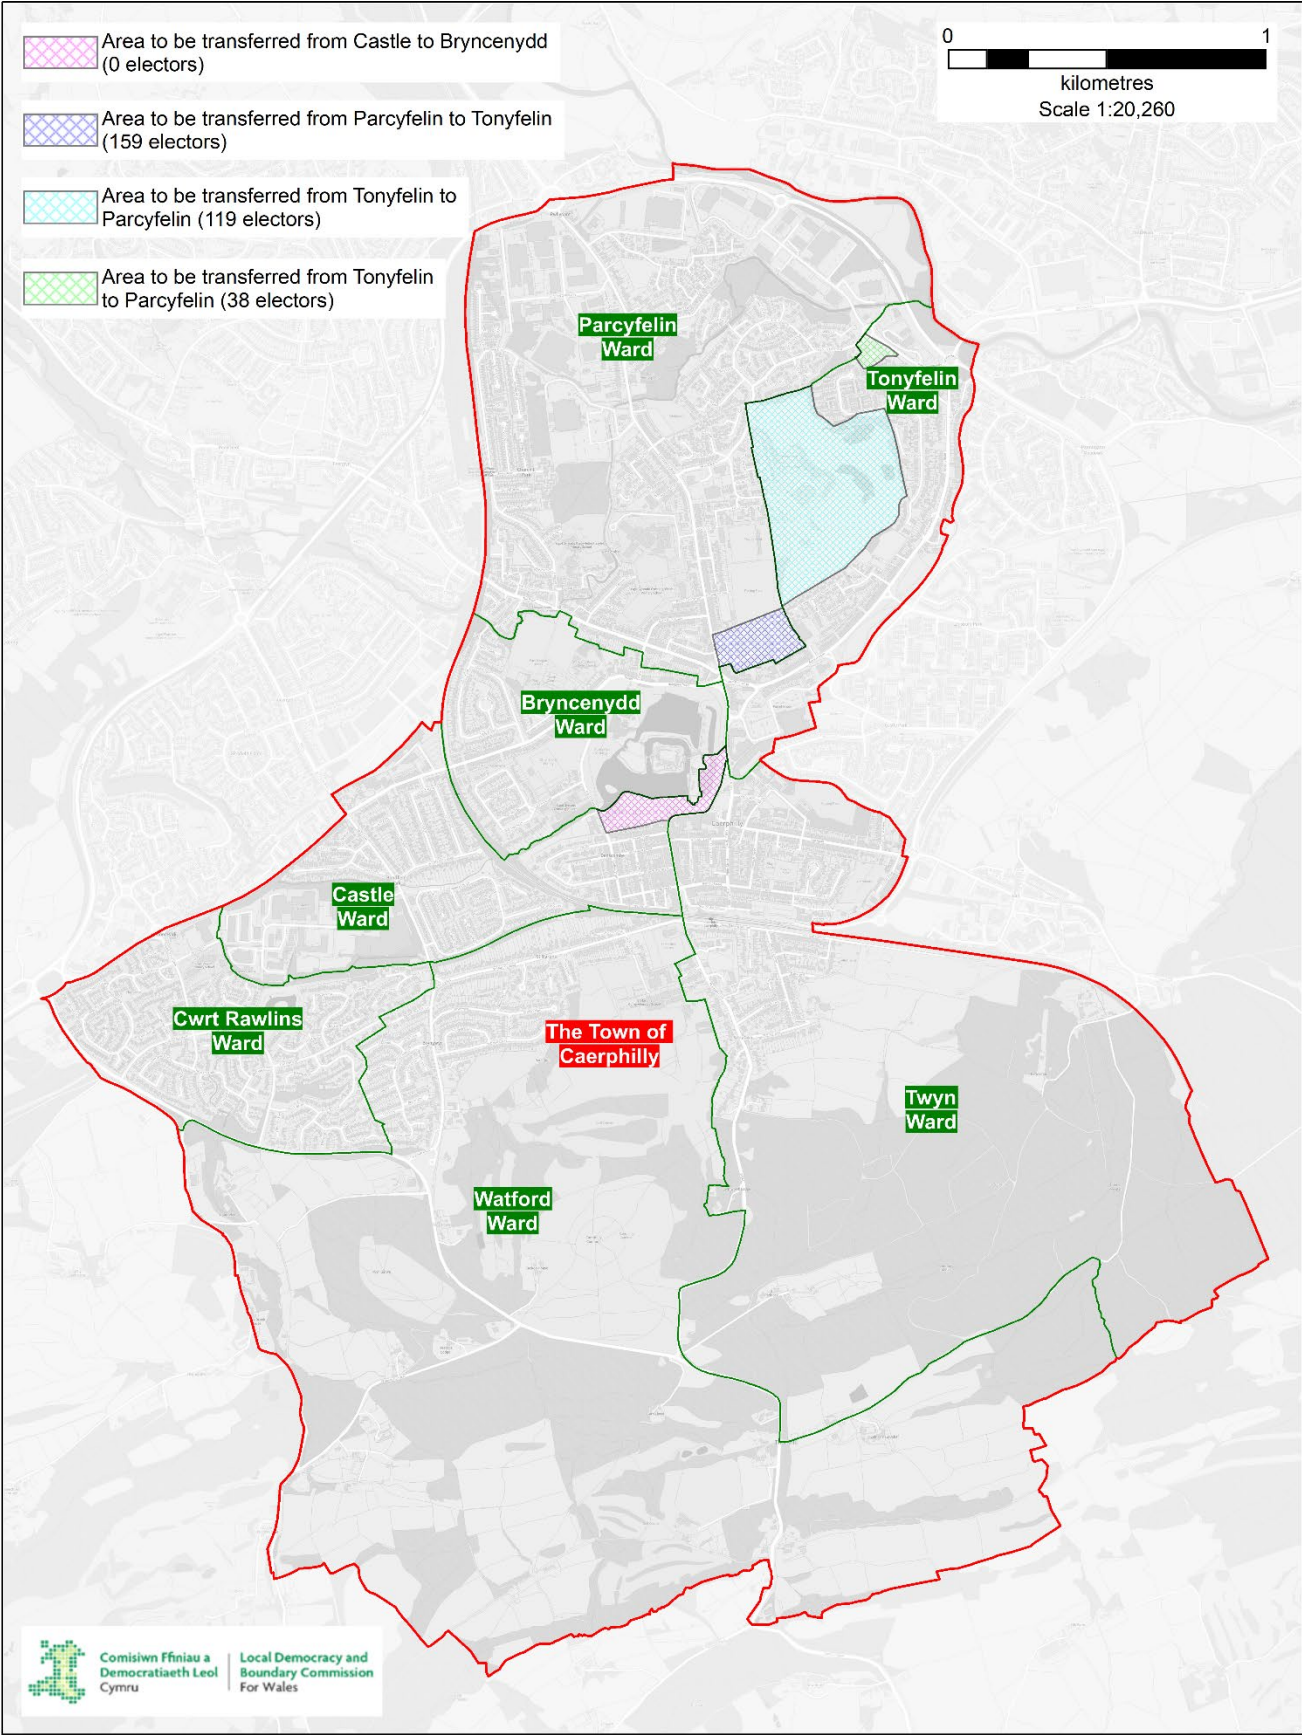 Area to be transferred from Castle to Bryncenydd
(0 electors)
Area to be transferred from Parcyfelin to Tonyfelin
(159 electors)
Area to be transferred from Tonyfelin to
Parcyfelin (119 electors)
Area to be transferred from Tonyfelin
to Parcyfelin (38 electors)
0 1
kilometres
Scale 1:20,260
Parcyfelin
Ward
Tonyfelin
Ward
Bryncenydd
Ward
Caerphilly
Castle
Ward
Cwrt Rawlins
Ward
The Town of
Caerphilly
Twyn
Ward
Watford
Ward
Comisiwn Ffiniau a
Democratiaeth Leol
Cymru
Local Democracy and
Boundary Commission
For Wales